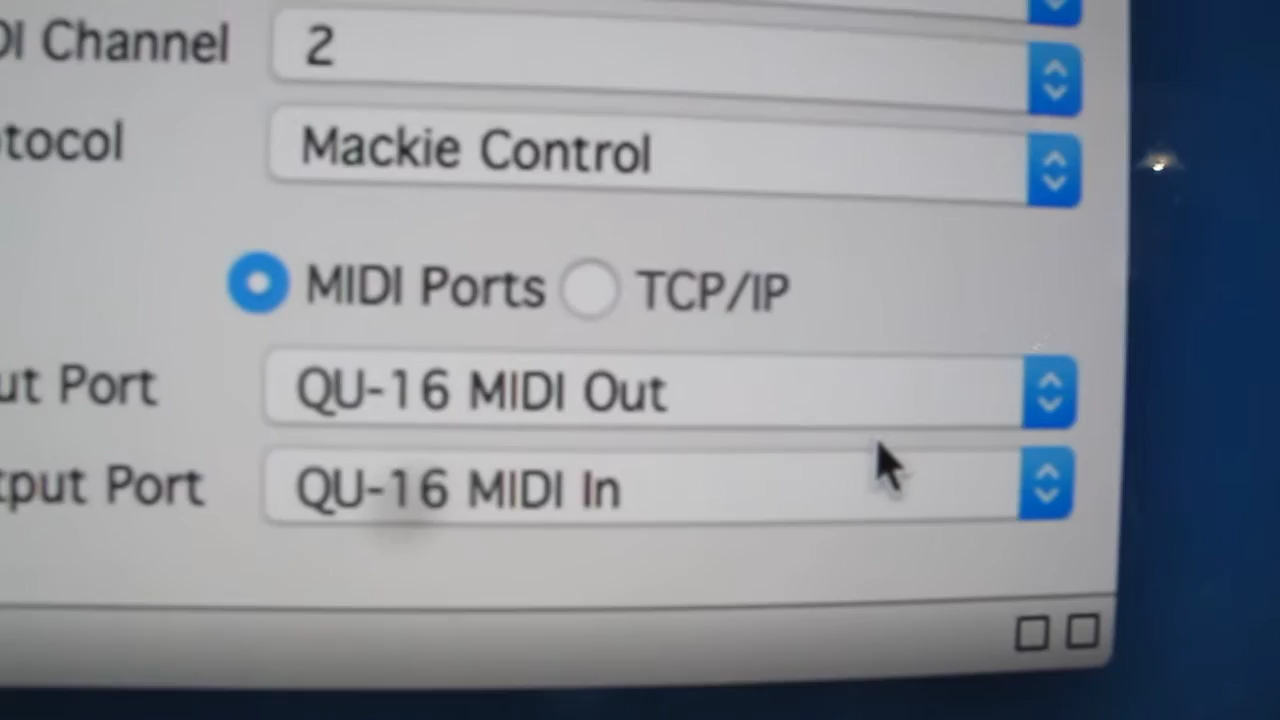 DI Channel 2
otocol Mackie Control
MIDI Ports TCP/IP
ut Port QU-16 MIDI Out
tput Port QU-16 MIDI In